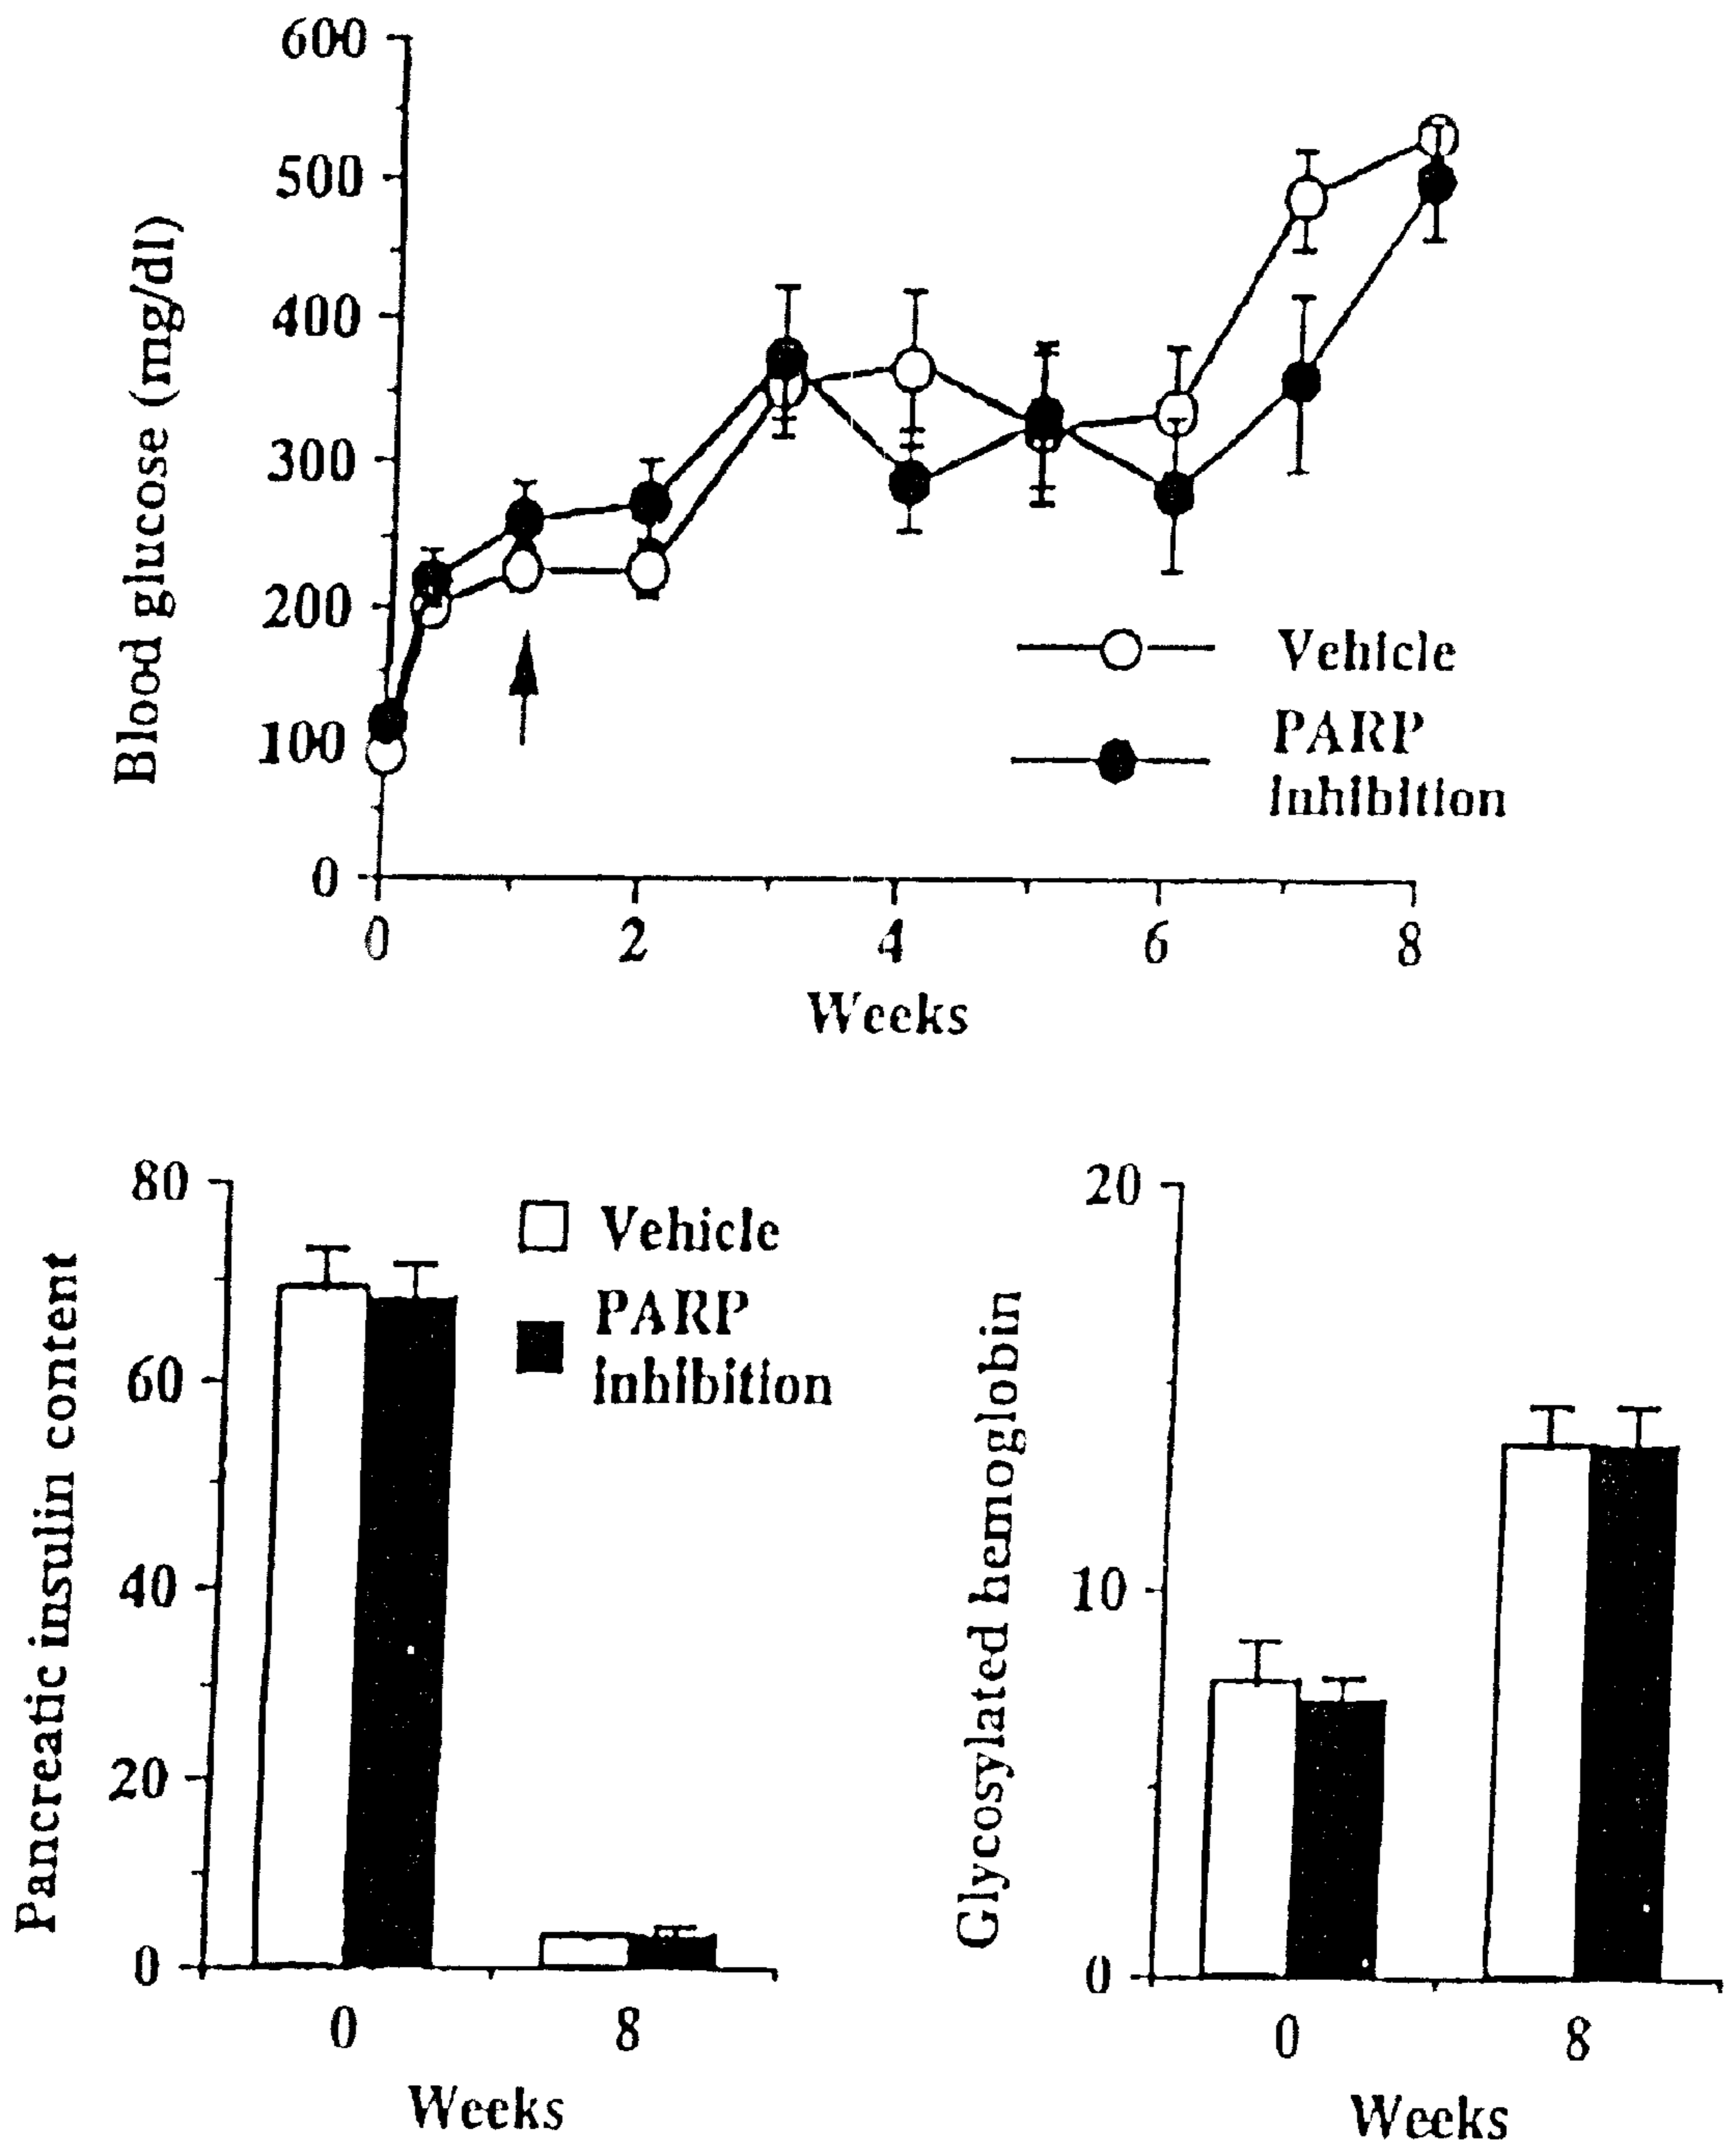 600
500
400
300
200
100
0
Blood glucose (mg/dl)
Vehicle
PARP
inhibition
0 2 4 6 8
Weeks
80
60
40
20
0
Pancreatic insulin content
Vehicle
PARP
inhibition
0 8
Weeks
20
10
0
Glycosylated hemoglobin
0 8
Weeks